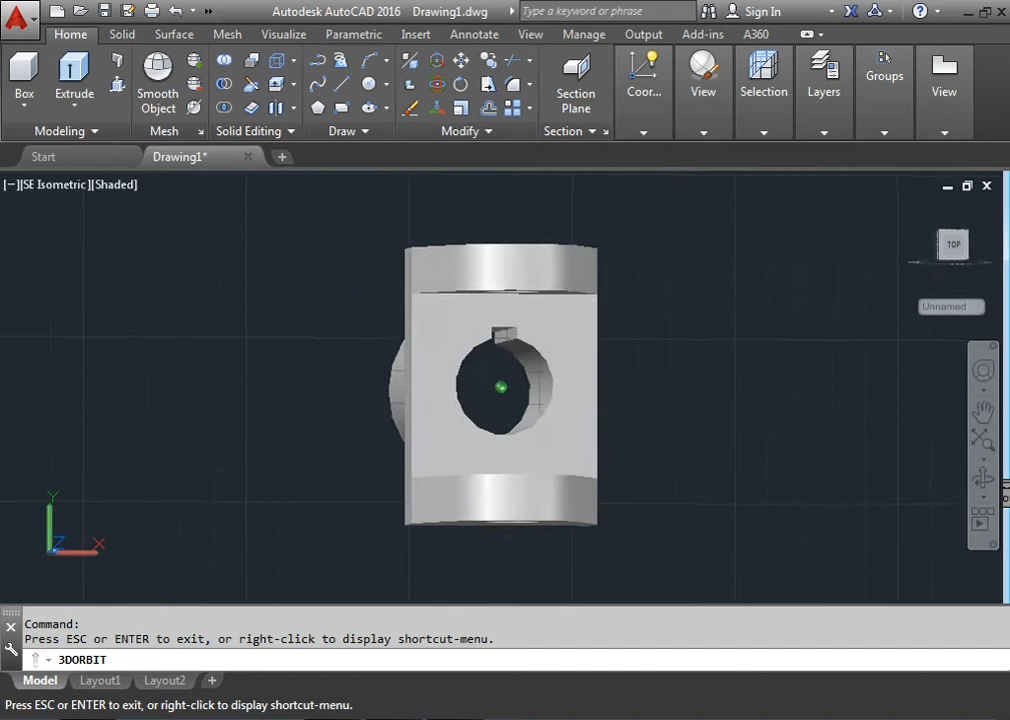 Autodesk AutoCAD 2016 Drawing1.dwg Type a keyword or phrase Sign In
Home Solid Surface Mesh Visualize Parametric Insert Annotate View Manage Output Add-ins A360
Box Extrude Smooth Object Section Plane Coor... View Selection Layers Groups View
Modeling Mesh Solid Editing Draw Modify Section
Start Drawing1*
[−][SE Isometric][Shaded]
TOP
Unnamed
Y
Z X
Command:
Press ESC or ENTER to exit, or right-click to display shortcut-menu.
3DORBIT
Model Layout1 Layout2 +
Press ESC or ENTER to exit, or right-click to display shortcut-menu.